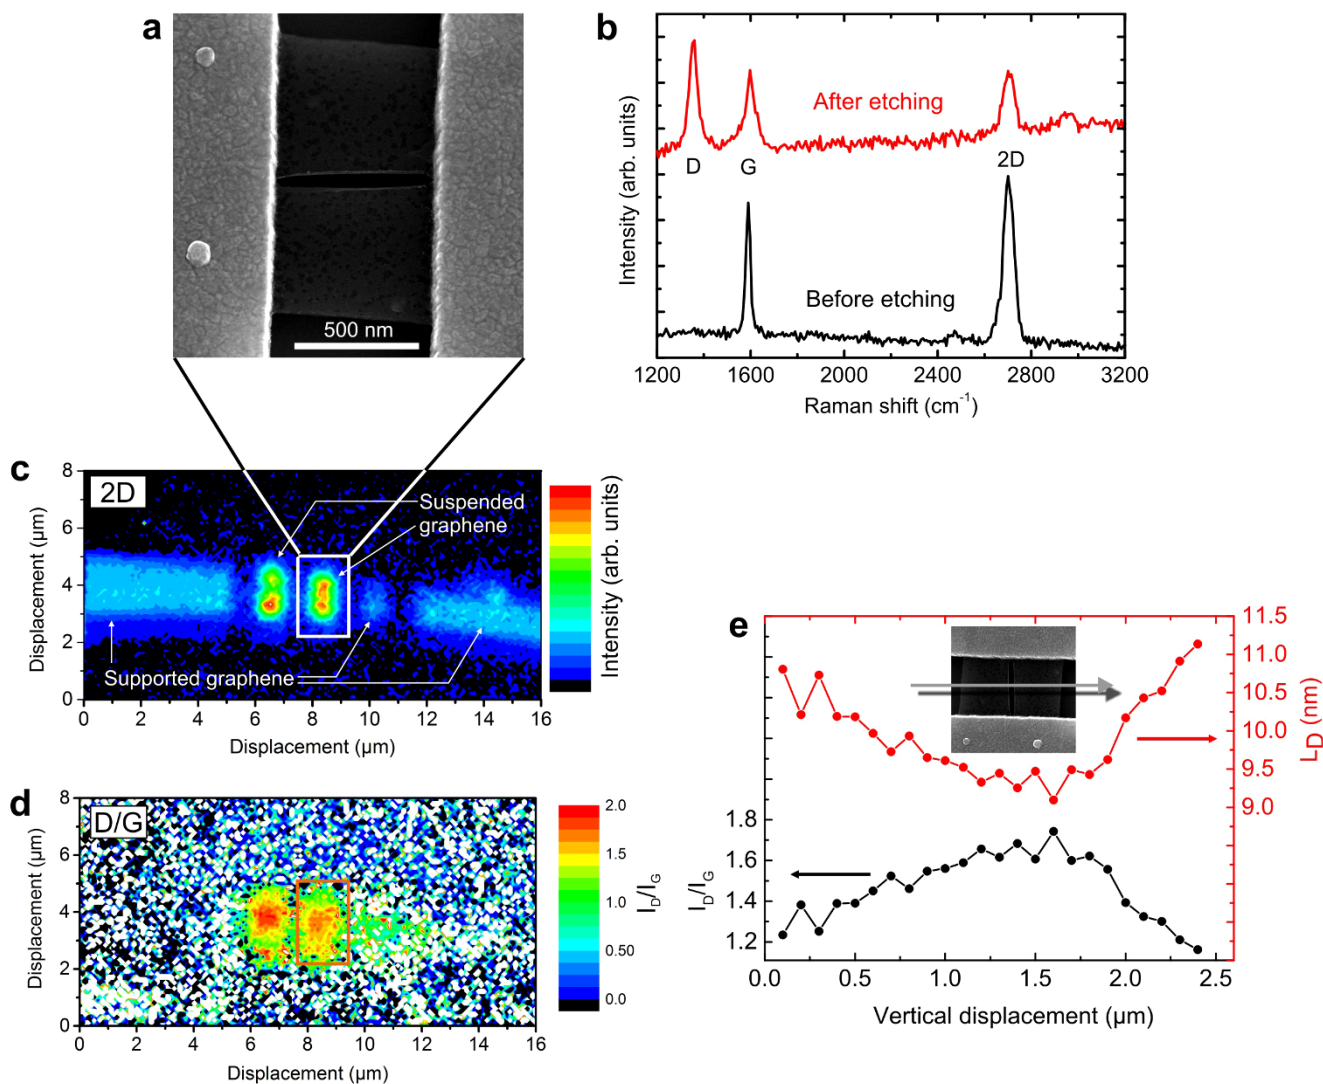 a
500 nm
b
Intensity (arb. units)
After etching
D
G
2D
Before etching
1200
1600
2000
2400
2800
3200
Raman shift (cm⁻¹)
c
2D
Suspended
graphene
Supported graphene
8
6
4
2
0
Displacement (µm)
0
2
4
6
8
10
12
14
16
Displacement (µm)
Intensity (arb. units)
d
D/G
8
6
4
2
0
Displacement (µm)
0
2
4
6
8
10
12
14
16
Displacement (µm)
2.0
1.5
1.0
0.50
0.0
I_D/I_G
e
11.5
11.0
10.5
10.0
9.5
9.0
L_D (nm)
1.8
1.6
1.4
1.2
I_D/I_G
0.0
0.5
1.0
1.5
2.0
2.5
Vertical displacement (µm)